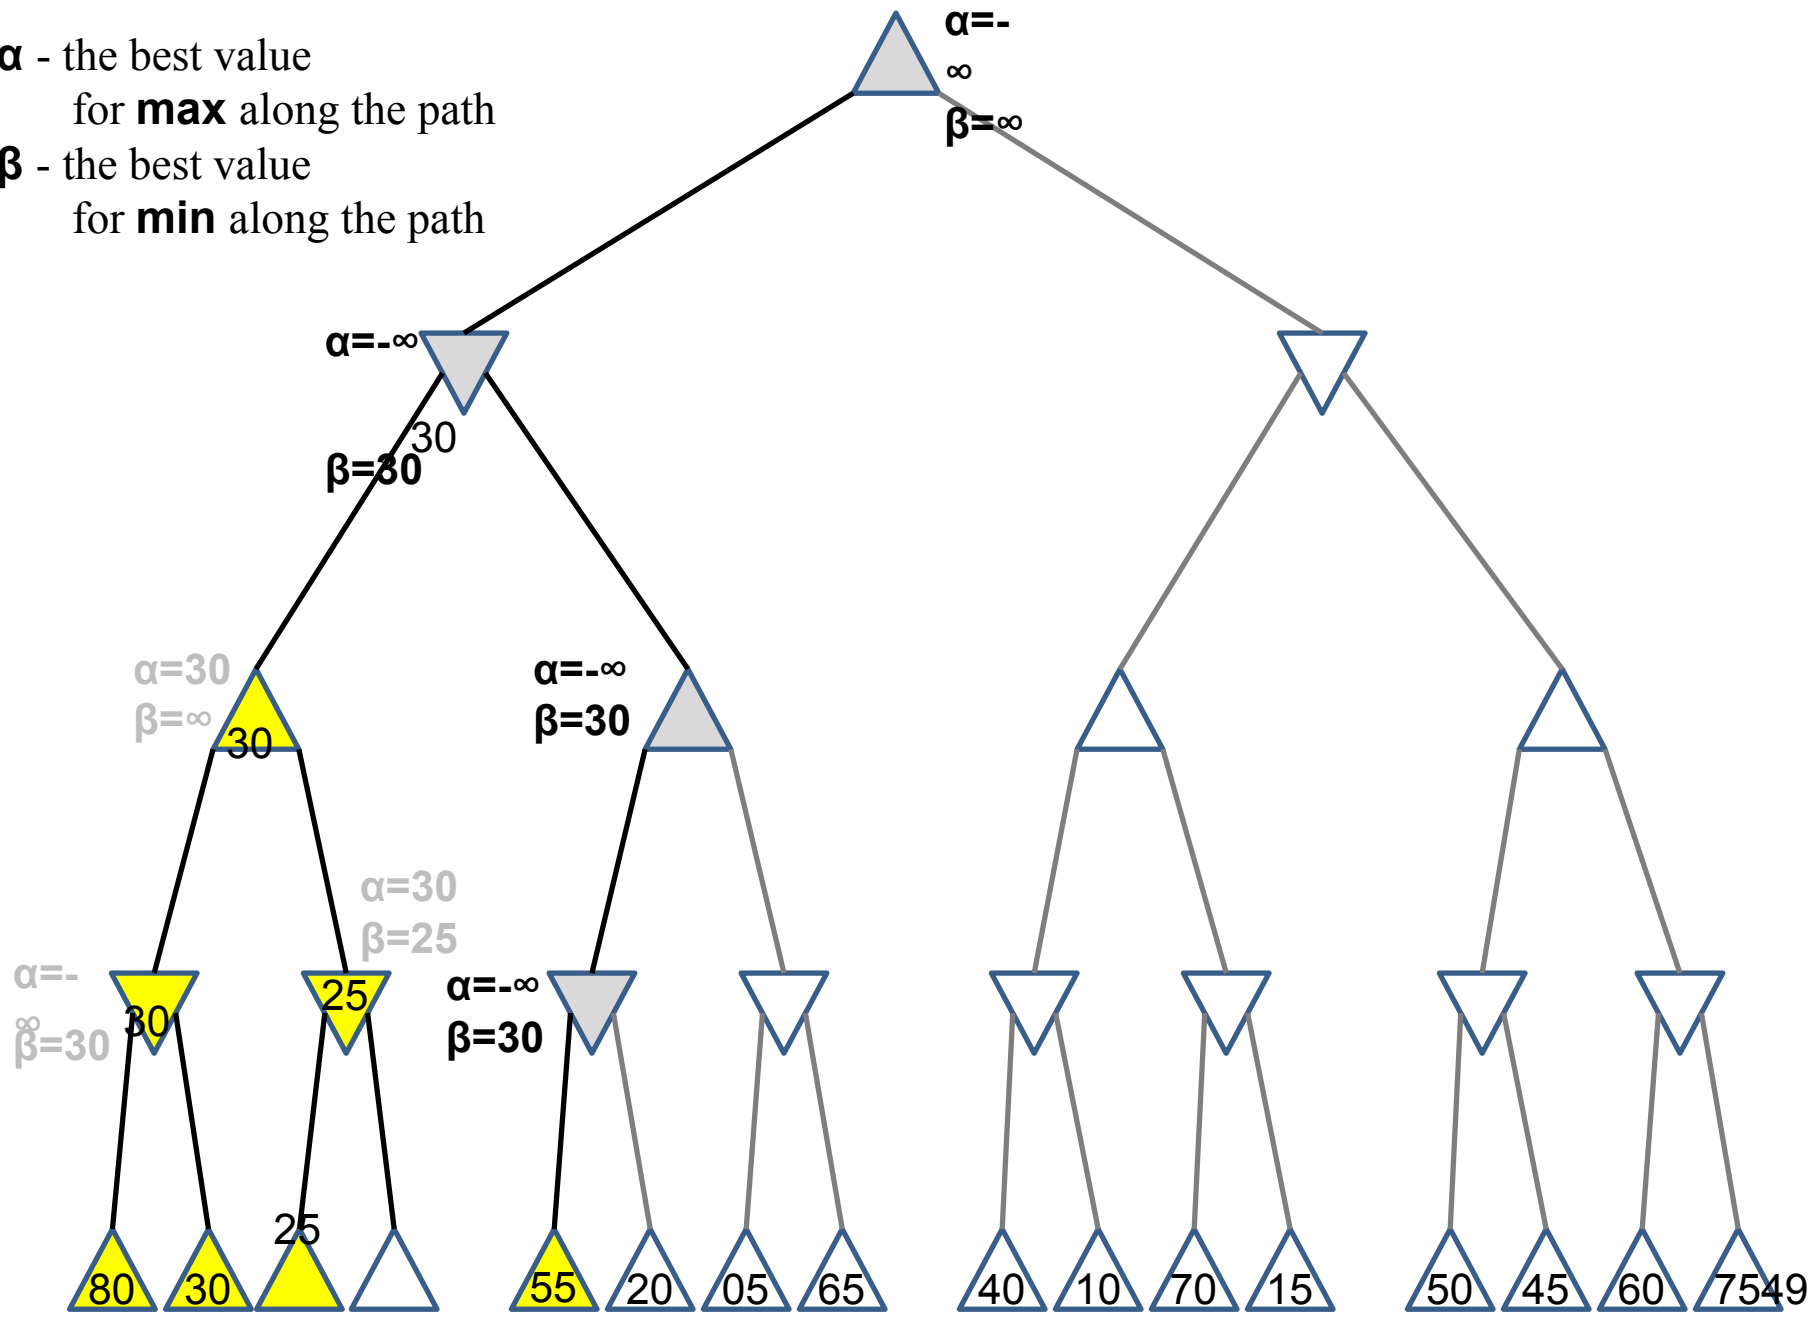 α - the best value
for max along the path
β - the best value
for min along the path
α=-
∞
β=∞
α=-∞
30
β=30
α=30
β=∞
30
α=-∞
β=30
α=30
β=25
α=-
∞
β=30
30
25
α=-∞
β=30
25
80 30 55 20 05 65 40 10 70 15 50 45 60 75 49